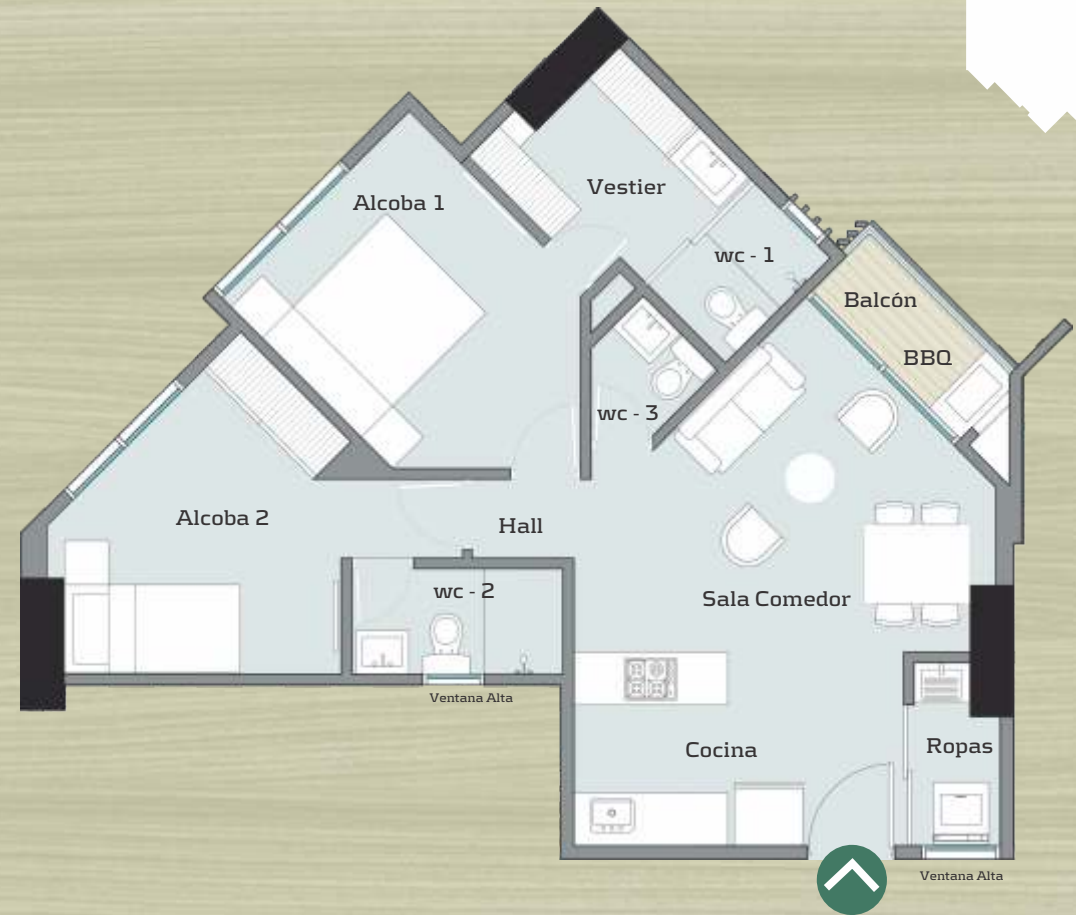 Vestier
Alcoba 1
wc - 1
Balcón
BBQ
wc - 3
Alcoba 2
Hall
wc - 2
Sala Comedor
Ventana Alta
Cocina
Ropas
Ventana Alta